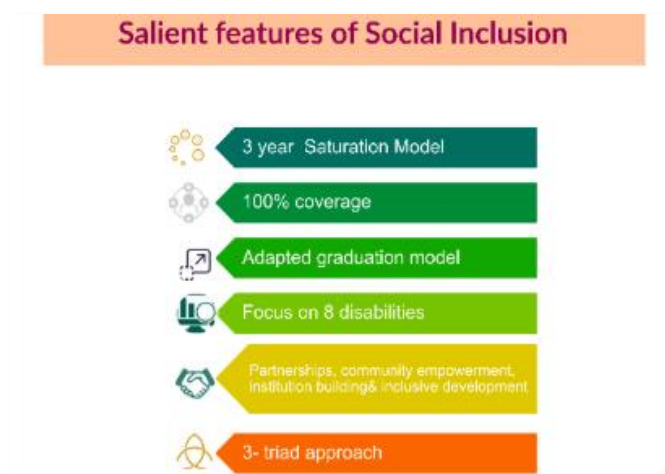 Salient features of Social Inclusion
3 year Saturation Model
100% coverage
Adapted graduation model
Focus on 8 disabilities
Partnerships, community empowerment,
institution building& inclusive development
3- triad approach